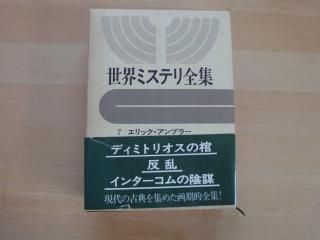 世界ミステリ全集
7 エリック・アンブラー
ディミトリオスの棺
反乱
インターコムの陰謀
現代の古典を集めた画期的全集!